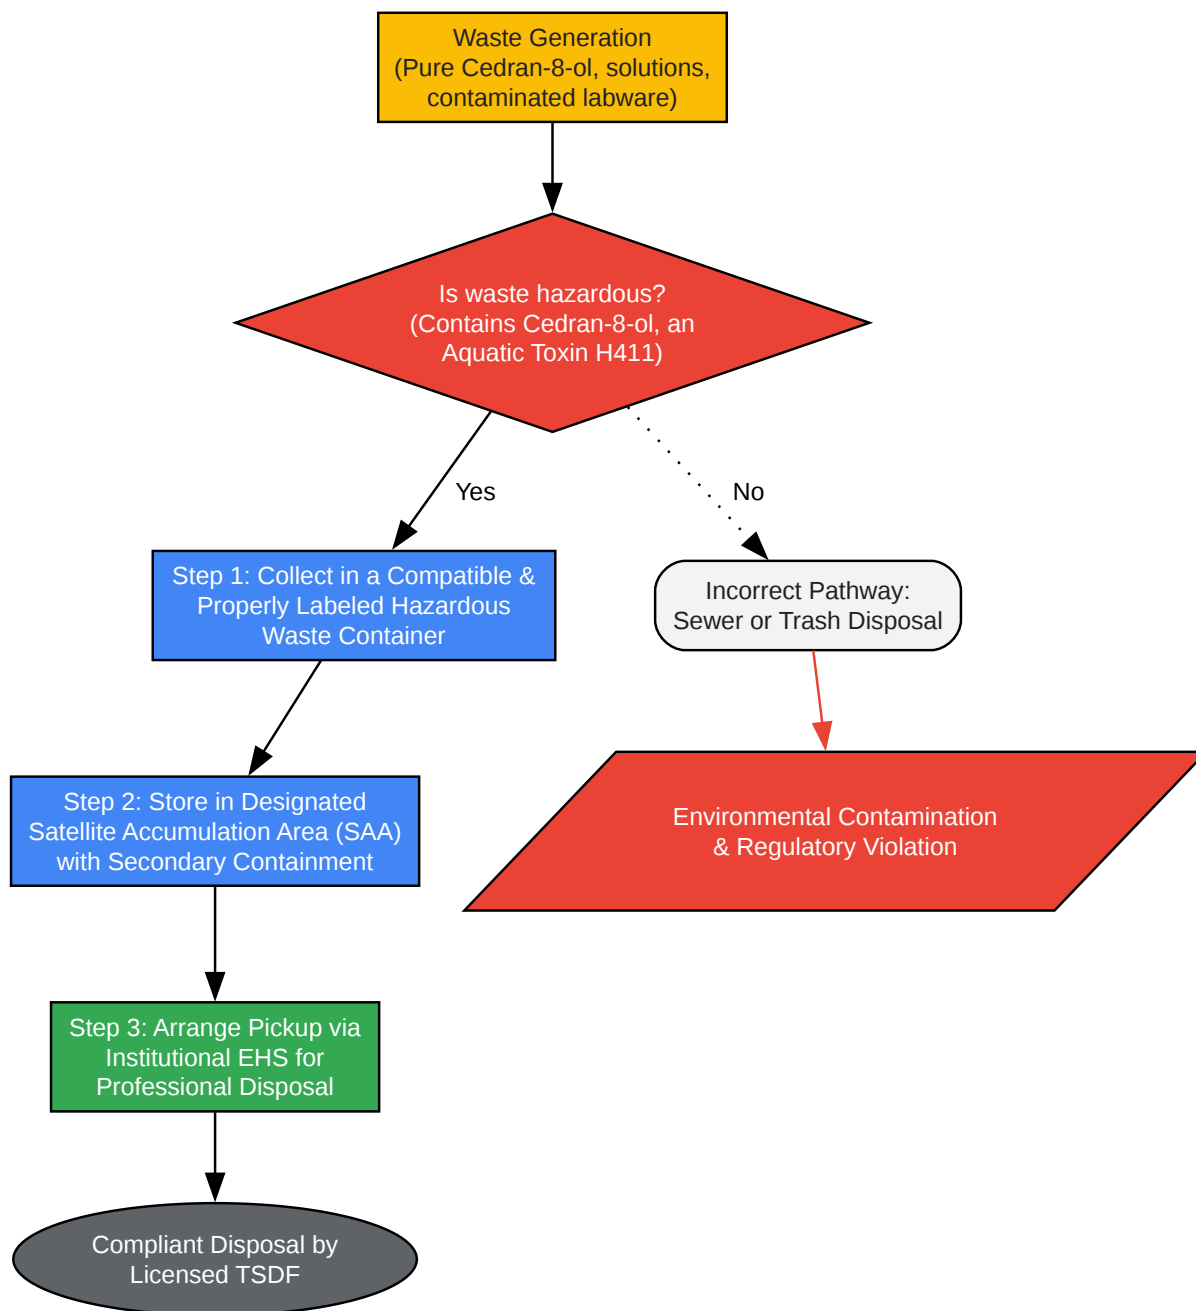 Waste Generation
(Pure Cedran-8-ol, solutions,
contaminated labware)
Is waste hazardous?
(Contains Cedran-8-ol, an
Aquatic Toxin H411)
Yes
No
Step 1: Collect in a Compatible &
Properly Labeled Hazardous
Waste Container
Incorrect Pathway:
Sewer or Trash Disposal
Step 2: Store in Designated
Satellite Accumulation Area (SAA)
with Secondary Containment
Environmental Contamination
& Regulatory Violation
Step 3: Arrange Pickup via
Institutional EHS for
Professional Disposal
Compliant Disposal by
Licensed TSDF